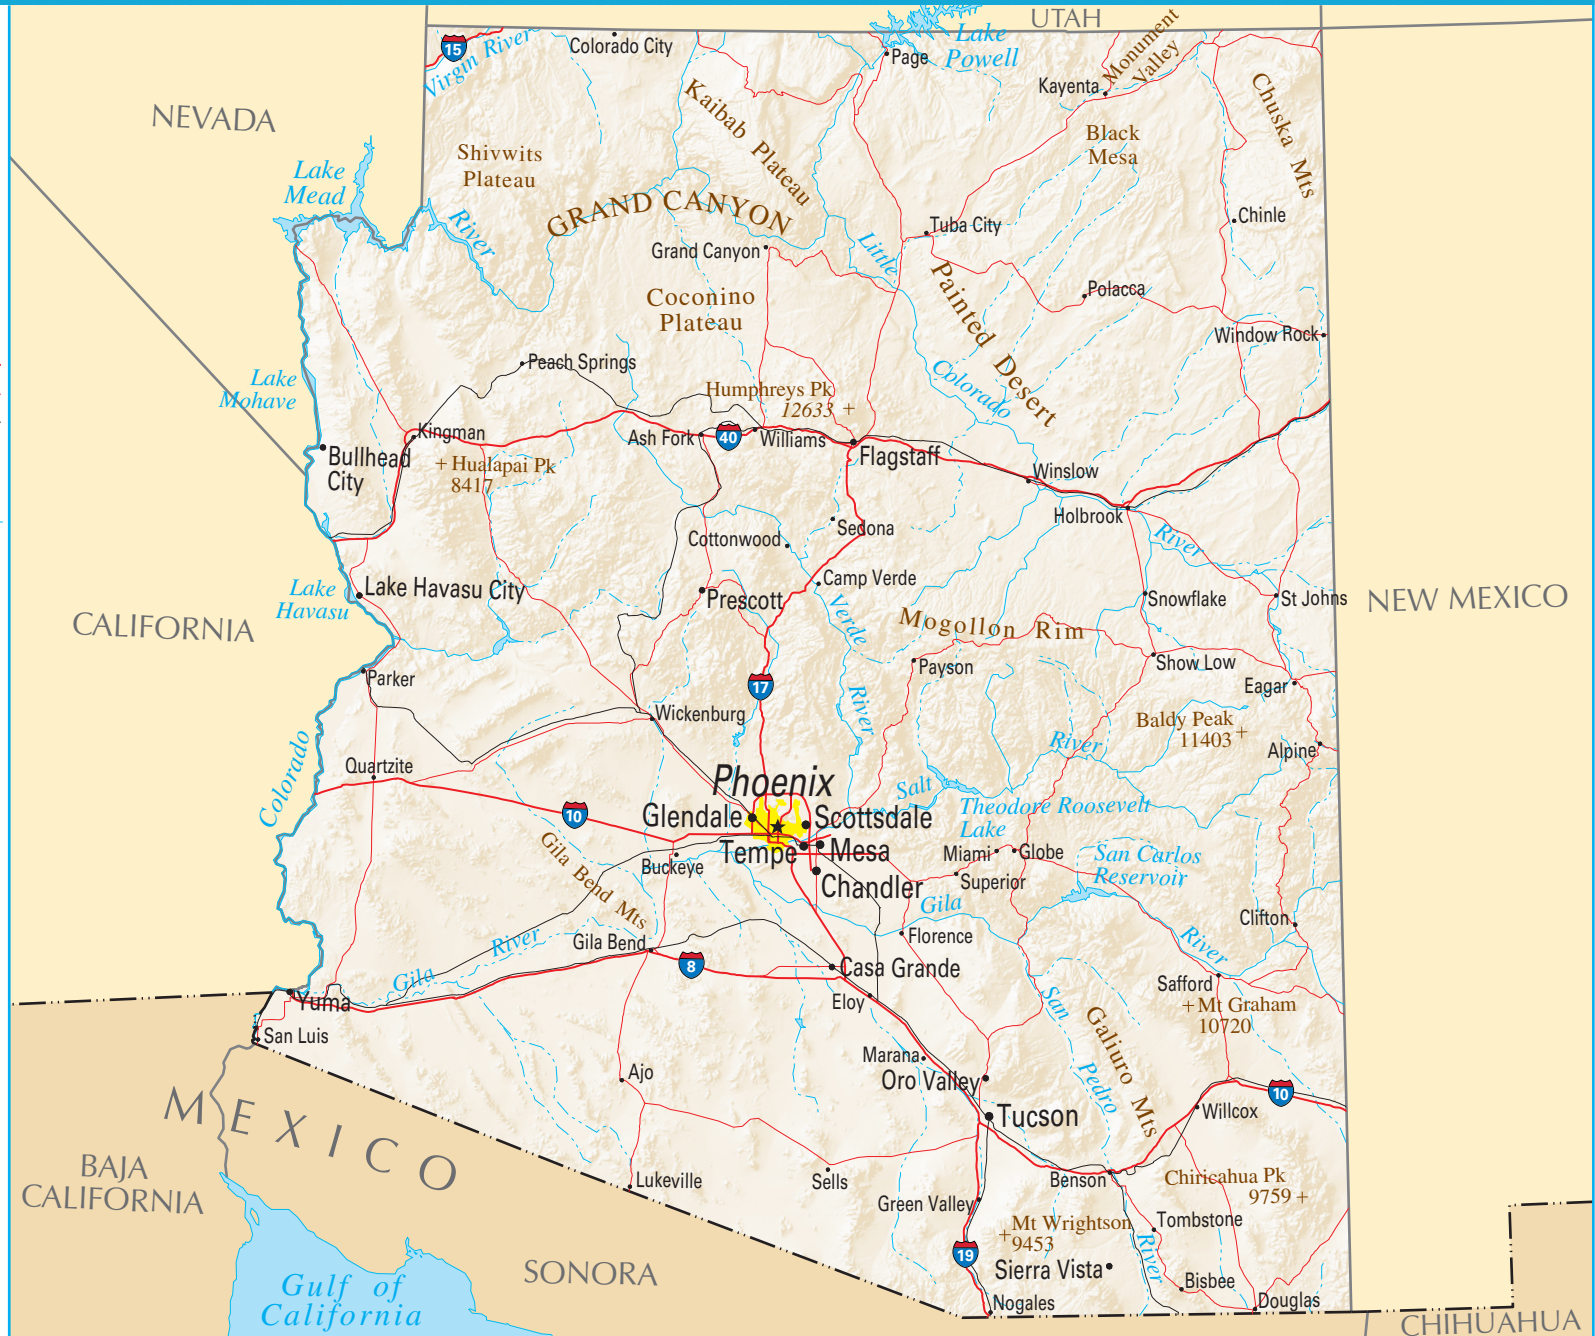 UTAH
15
Virgin River
Colorado City
Lake
Powell
Page
Monument
Valley
Kayenta
NEVADA
Kaibab Plateau
Black
Mesa
Chuska Mts
Shivwits
Plateau
Lake
Mead
River
GRAND CANYON
Chinle
Tuba City
Grand Canyon
Little
Painted Desert
Polacca
Coconino
Plateau
Window Rock
Peach Springs
Lake
Mohave
Colorado
Humphreys Pk
12633 +
Kingman
Ash Fork
40
Williams
Flagstaff
Bullhead
City
+ Hualapai Pk
8417
Winslow
Holbrook
Sedona
Cottonwood
River
Camp Verde
Lake Havasu City
Lake
Havasu
Prescott
Snowflake
St Johns
NEW MEXICO
CALIFORNIA
Verde
Mogollon Rim
Payson
Show Low
Parker
17
River
Eagar
Wickenburg
Baldy Peak
11403 +
River
Alpine
Quartzite
Colorado
Phoenix
Salt
10
Glendale
Scottsdale
Theodore Roosevelt
Lake
Tempe
Mesa
Miami
Globe
San Carlos
Reservoir
Gila Bend Mts
Buckeye
Superior
Chandler
Gila
Clifton
River
River
Gila Bend
Florence
8
Casa Grande
Gila
Safford
Yuma
Eloy
San
+ Mt Graham
10720
San Luis
Galiuro Mts
Marana
Ajo
Oro Valley
Pedro
10
MEXICO
Tucson
Willcox
BAJA
CALIFORNIA
Lukeville
Sells
Benson
Chiricahua Pk
9759 +
Green Valley
Tombstone
+ Mt Wrightson
9453
19
River
SONORA
Sierra Vista
Gulf of
California
Bisbee
Nogales
Douglas
CHIHUAHUA